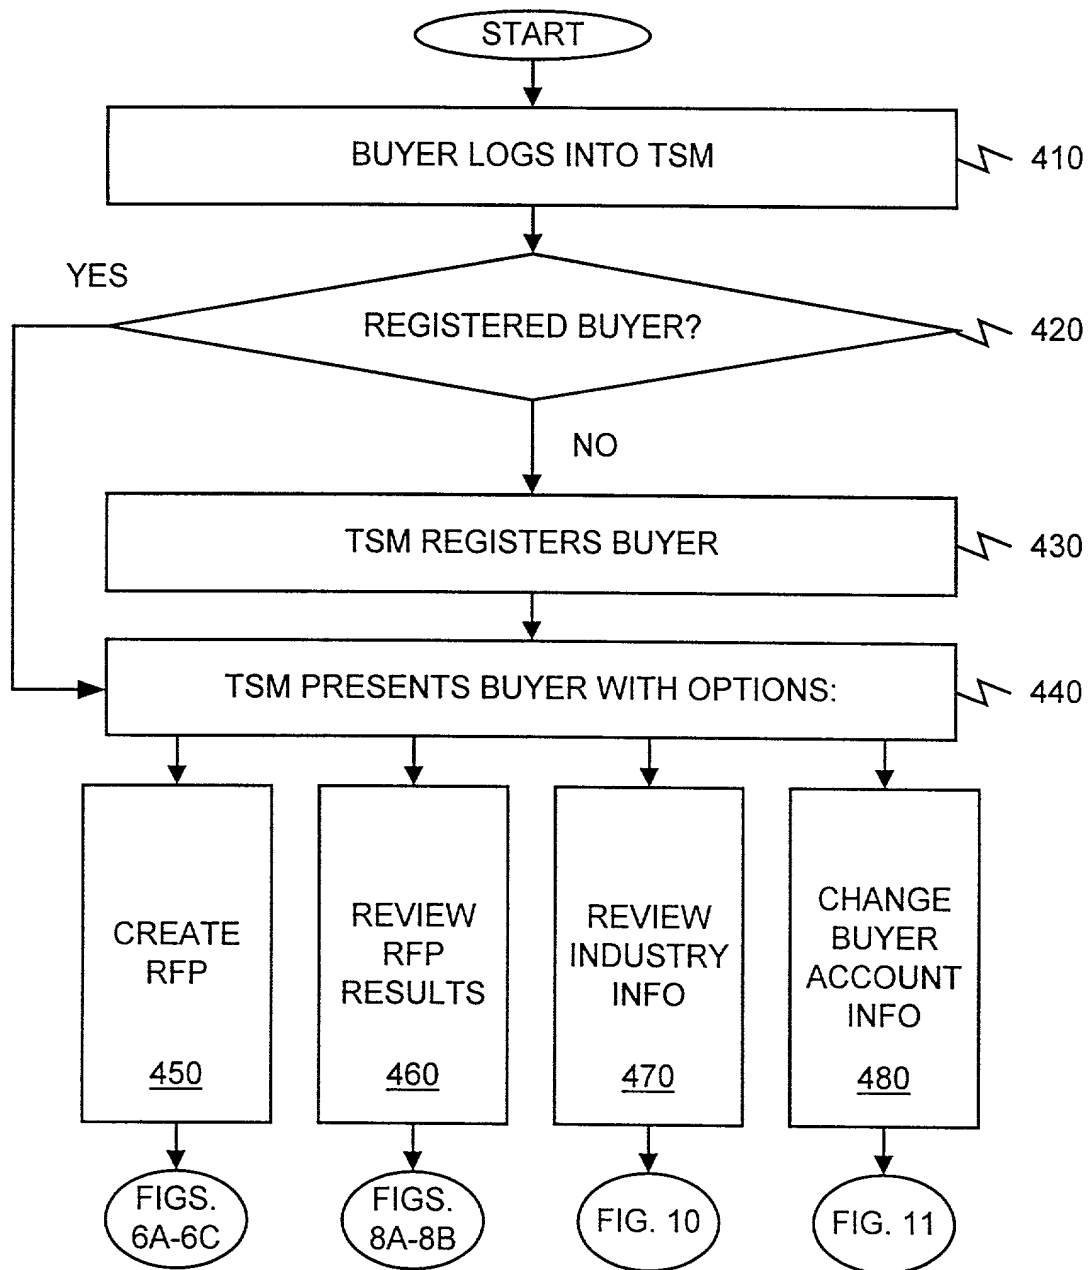 START
BUYER LOGS INTO TSM
410
YES
REGISTERED BUYER?
420
NO
TSM REGISTERS BUYER
430
TSM PRESENTS BUYER WITH OPTIONS:
440
CREATE
RFP
450
REVIEW
RFP
RESULTS
460
REVIEW
INDUSTRY
INFO
470
CHANGE
BUYER
ACCOUNT
INFO
480
FIGS.
6A-6C
FIGS.
8A-8B
FIG. 10
FIG. 11